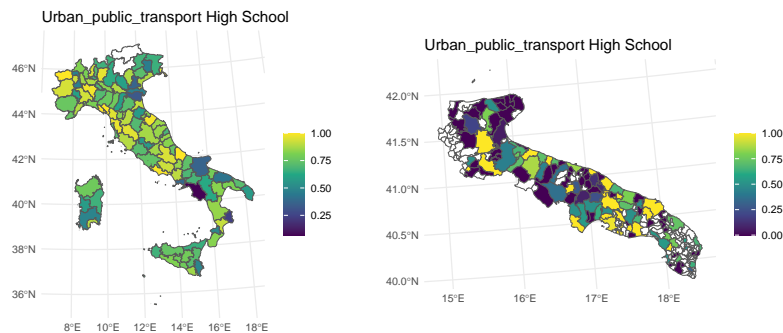 Urban_public_transport High School
46°N
44°N
42°N
40°N
38°N
36°N
8°E 10°E 12°E 14°E 16°E 18°E
1.00
0.75
0.50
0.25
Urban_public_transport High School
42.0°N
41.5°N
41.0°N
40.5°N
40.0°N
15°E 16°E 17°E 18°E
1.00
0.75
0.50
0.25
0.00